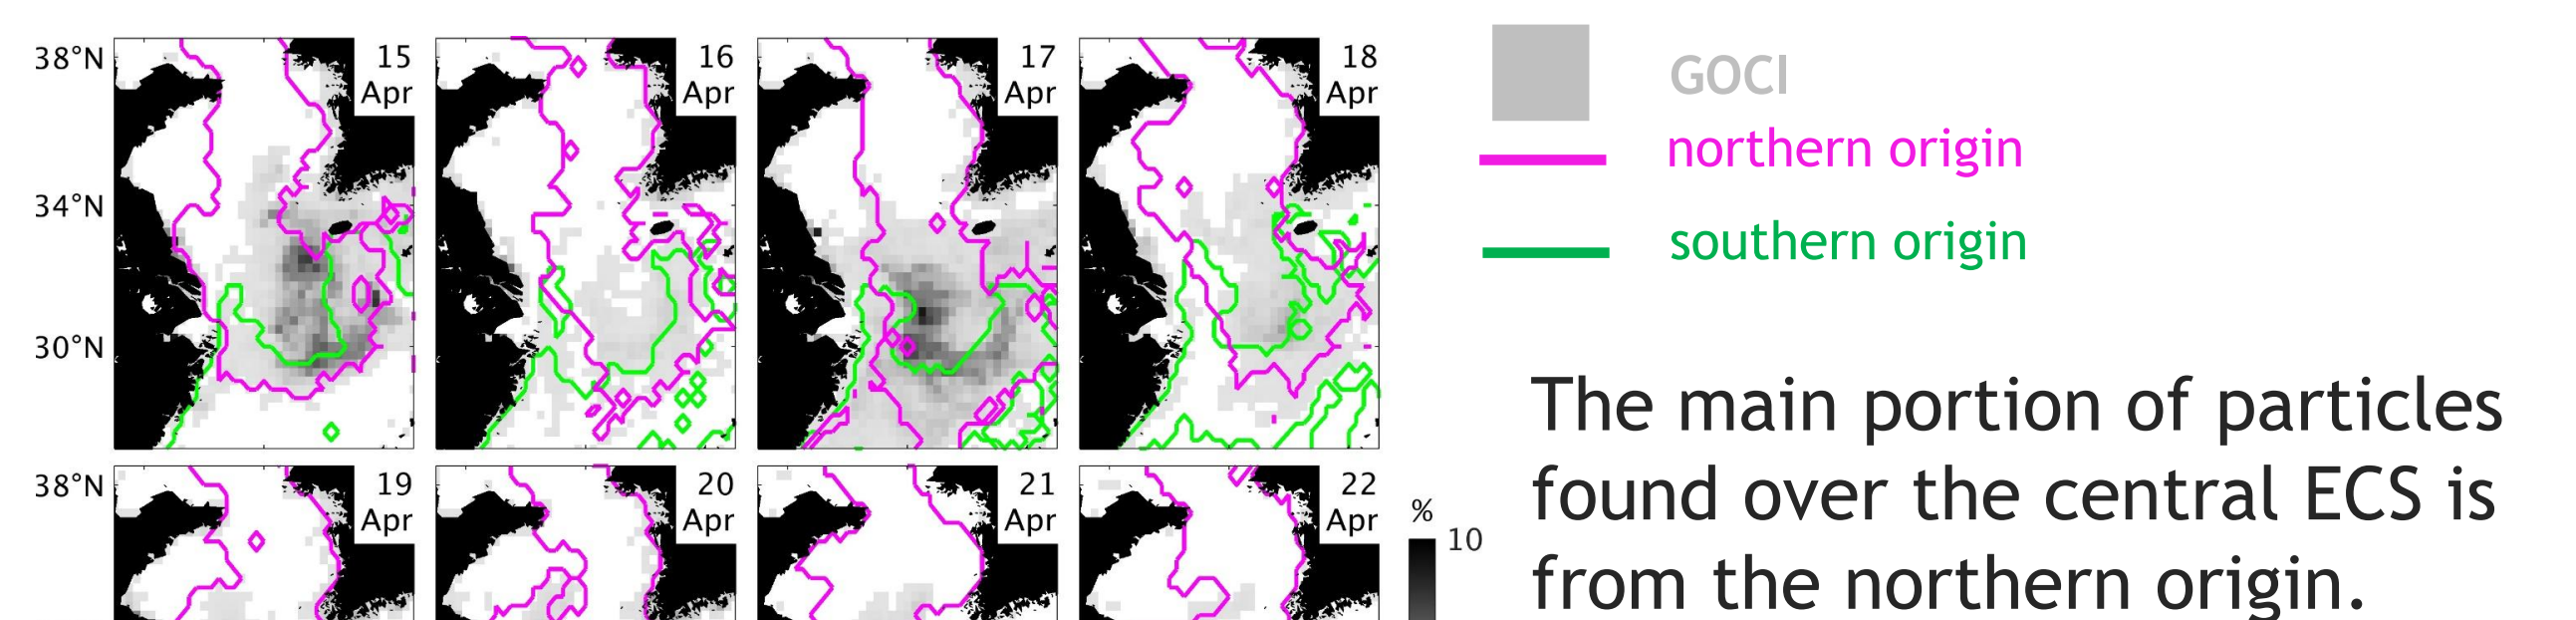 38°N
15
Apr
16
Apr
17
Apr
18
Apr
34°N
30°N
38°N
19
Apr
20
Apr
21
Apr
22
Apr
%
10
GOCI
northern origin
southern origin
The main portion of particles
found over the central ECS is
from the northern origin.